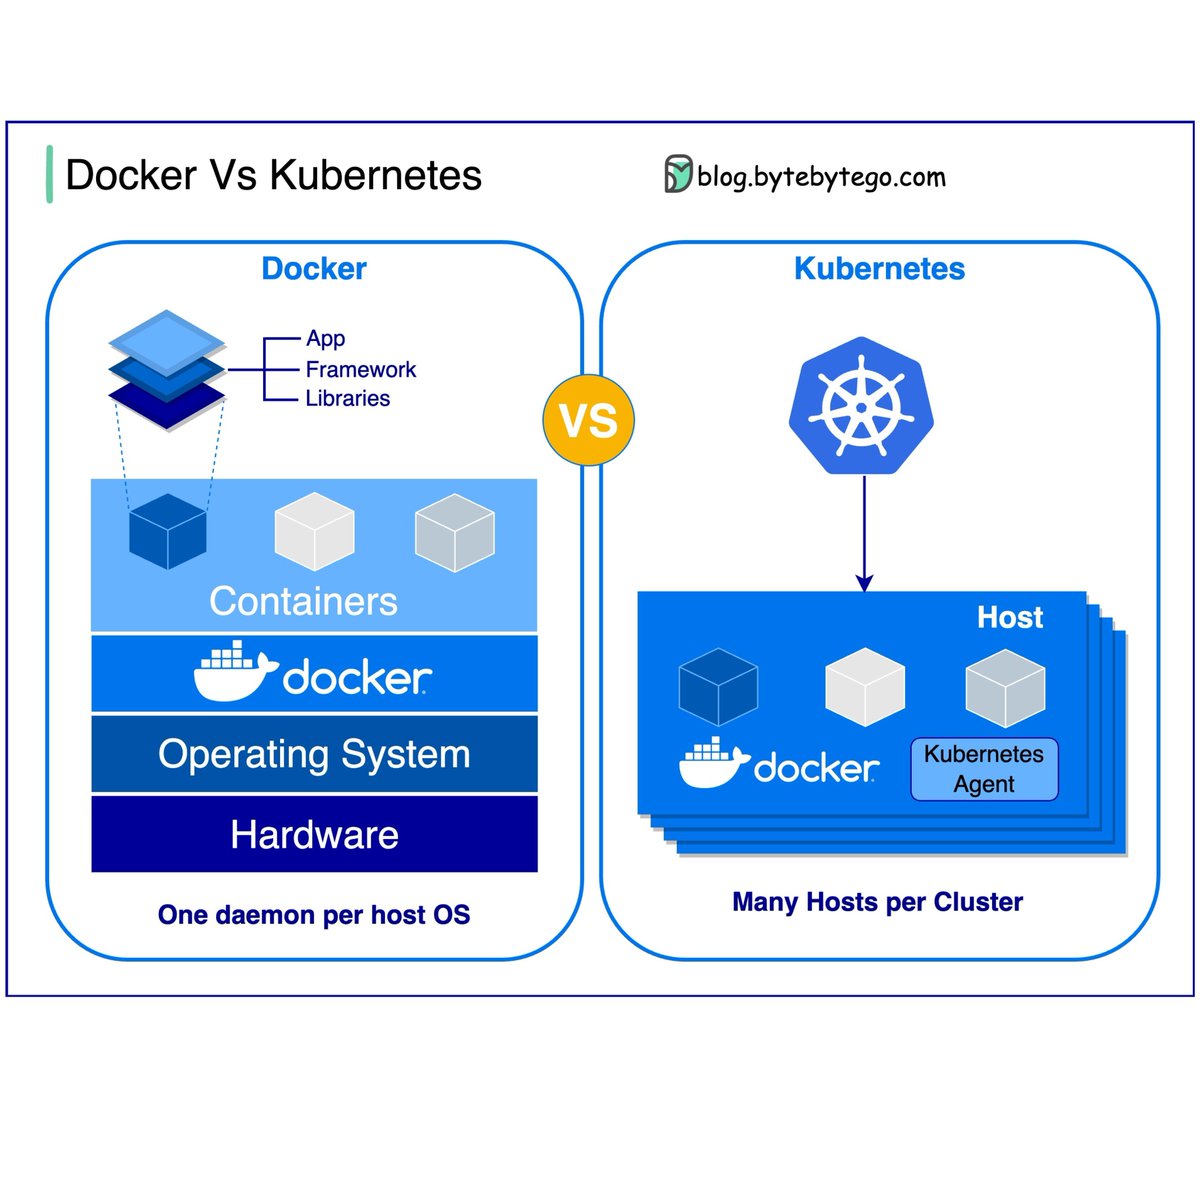 Docker Vs Kubernetes
blog.bytebytego.com
Docker
App
Framework
Libraries
Containers
docker
Operating System
Hardware
One daemon per host OS
VS
Kubernetes
Host
docker
Kubernetes
Agent
Many Hosts per Cluster